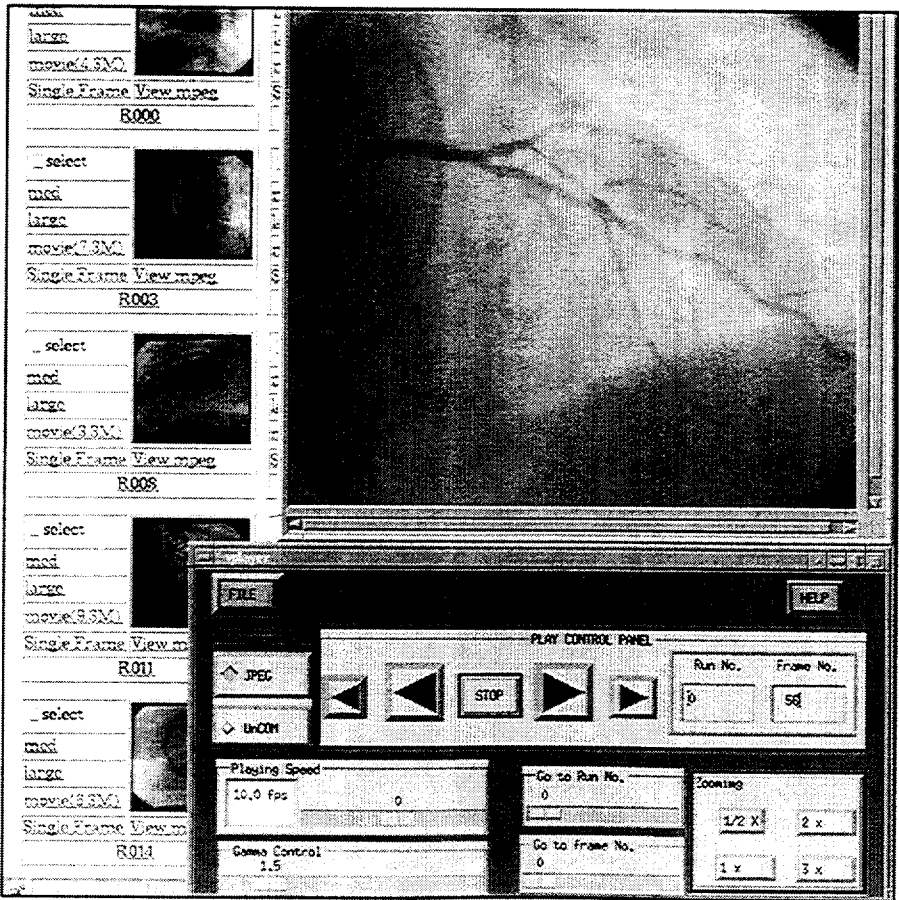 med
large
movie(4.3M)
Single Frame View mpeg
R000
_ select
med
large
movie(7.3M)
Single Frame View mpeg
R003
_ select
med
large
movie(3.3M)
Single Frame View mpeg
R008
_ select
med
large
movie(9.3M)
Single Frame View m
R011
_ select
med
large
Single Frame View m
R014
FILE
HELP
PLAY CONTROL PANEL
JPEG
UnCOM
STOP
Run No.
Frame No.
0
56
Playing Speed
10.0 fps
0
Gamma Control
1.5
Go to Run No.
0
Go to frame No.
0
Zooming
1/2 X
2 x
1 x
3 x